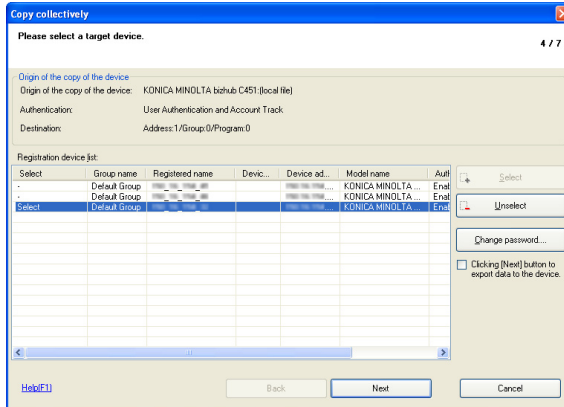 Copy collectively
Please select a target device.
4 / 7
Origin of the copy of the device
Origin of the copy of the device: KONICA MINOLTA bizhub C451:(local file)
Authentication: User Authentication and Account Track
Destination: Address:1/Group:0/Program:0
Registration device list:
Select Group name Registered name Devic... Device ad... Model name Auth
- Default Group KONICA MINOLTA ... Enal
- Default Group KONICA MINOLTA ... Enal
Select Default Group KONICA MINOLTA ... Enal
Select
Unselect
Change password....
Clicking [Next] button to
export data to the device.
Help(F1)
Back
Next
Cancel